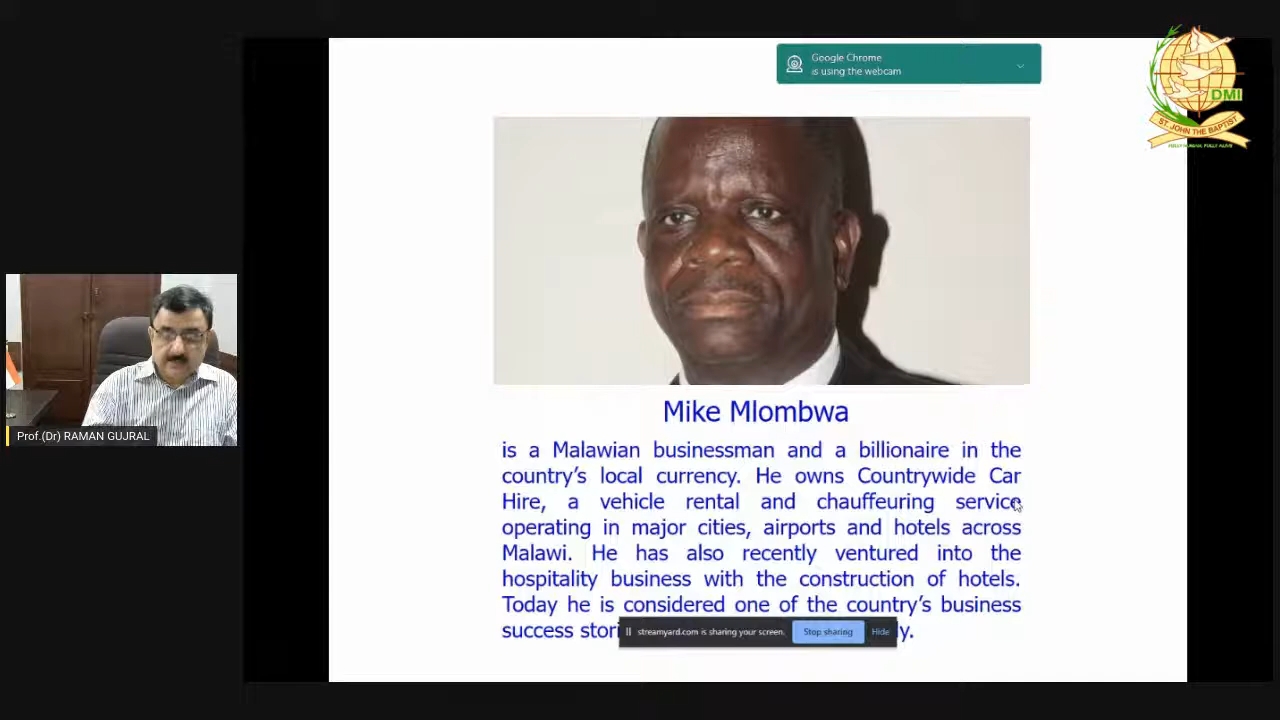 Google Chrome
is using the webcam
DMI
ST. JOHN THE BAPTIST
Prof.(Dr) RAMAN GUJRAL
Mike Mlombwa
is a Malawian businessman and a billionaire in the
country's local currency. He owns Countrywide Car
Hire, a vehicle rental and chauffeuring service
operating in major cities, airports and hotels across
Malawi. He has also recently ventured into the
hospitality business with the construction of hotels.
Today he is considered one of the country's business
success
streamyard.com is sharing your screen. Stop sharing Hide